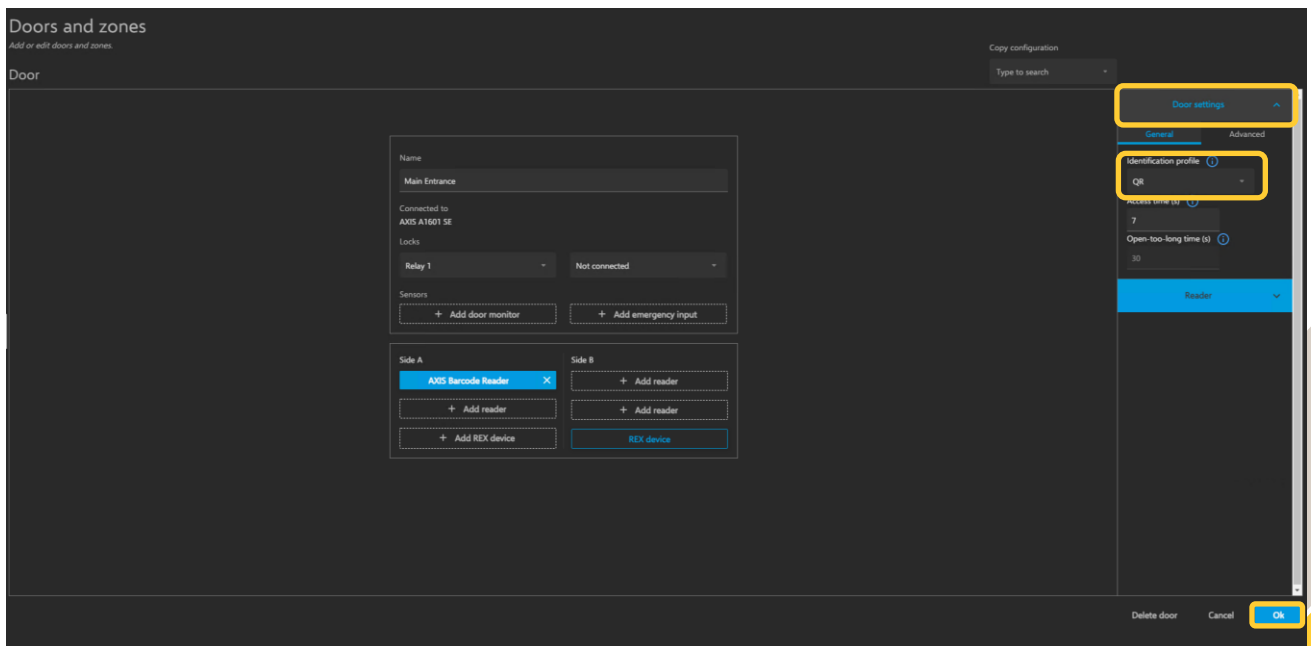 Doors and zones
Add or edit doors and zones.
Copy configuration
Type to search
Door
Door settings
General Advanced
Identification profile
QR
Access time (s)
7
Open-too-long time (s)
30
Reader
Name
Main Entrance
Connected to
AXIS A1601 SE
Locks
Relay 1 Not connected
Sensors
+ Add door monitor + Add emergency input
Side A Side B
AXIS Barcode Reader × + Add reader
+ Add reader + Add reader
+ Add REX device REX device
Delete door Cancel Ok